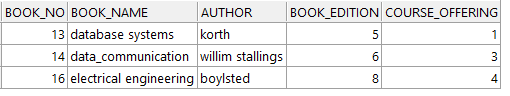 BOOK_NO BOOK_NAME AUTHOR BOOK_EDITION COURSE_OFFERING
13 database systems korth 5 1
14 data_communication willim stallings 6 3
16 electrical engineering boylsted 8 4